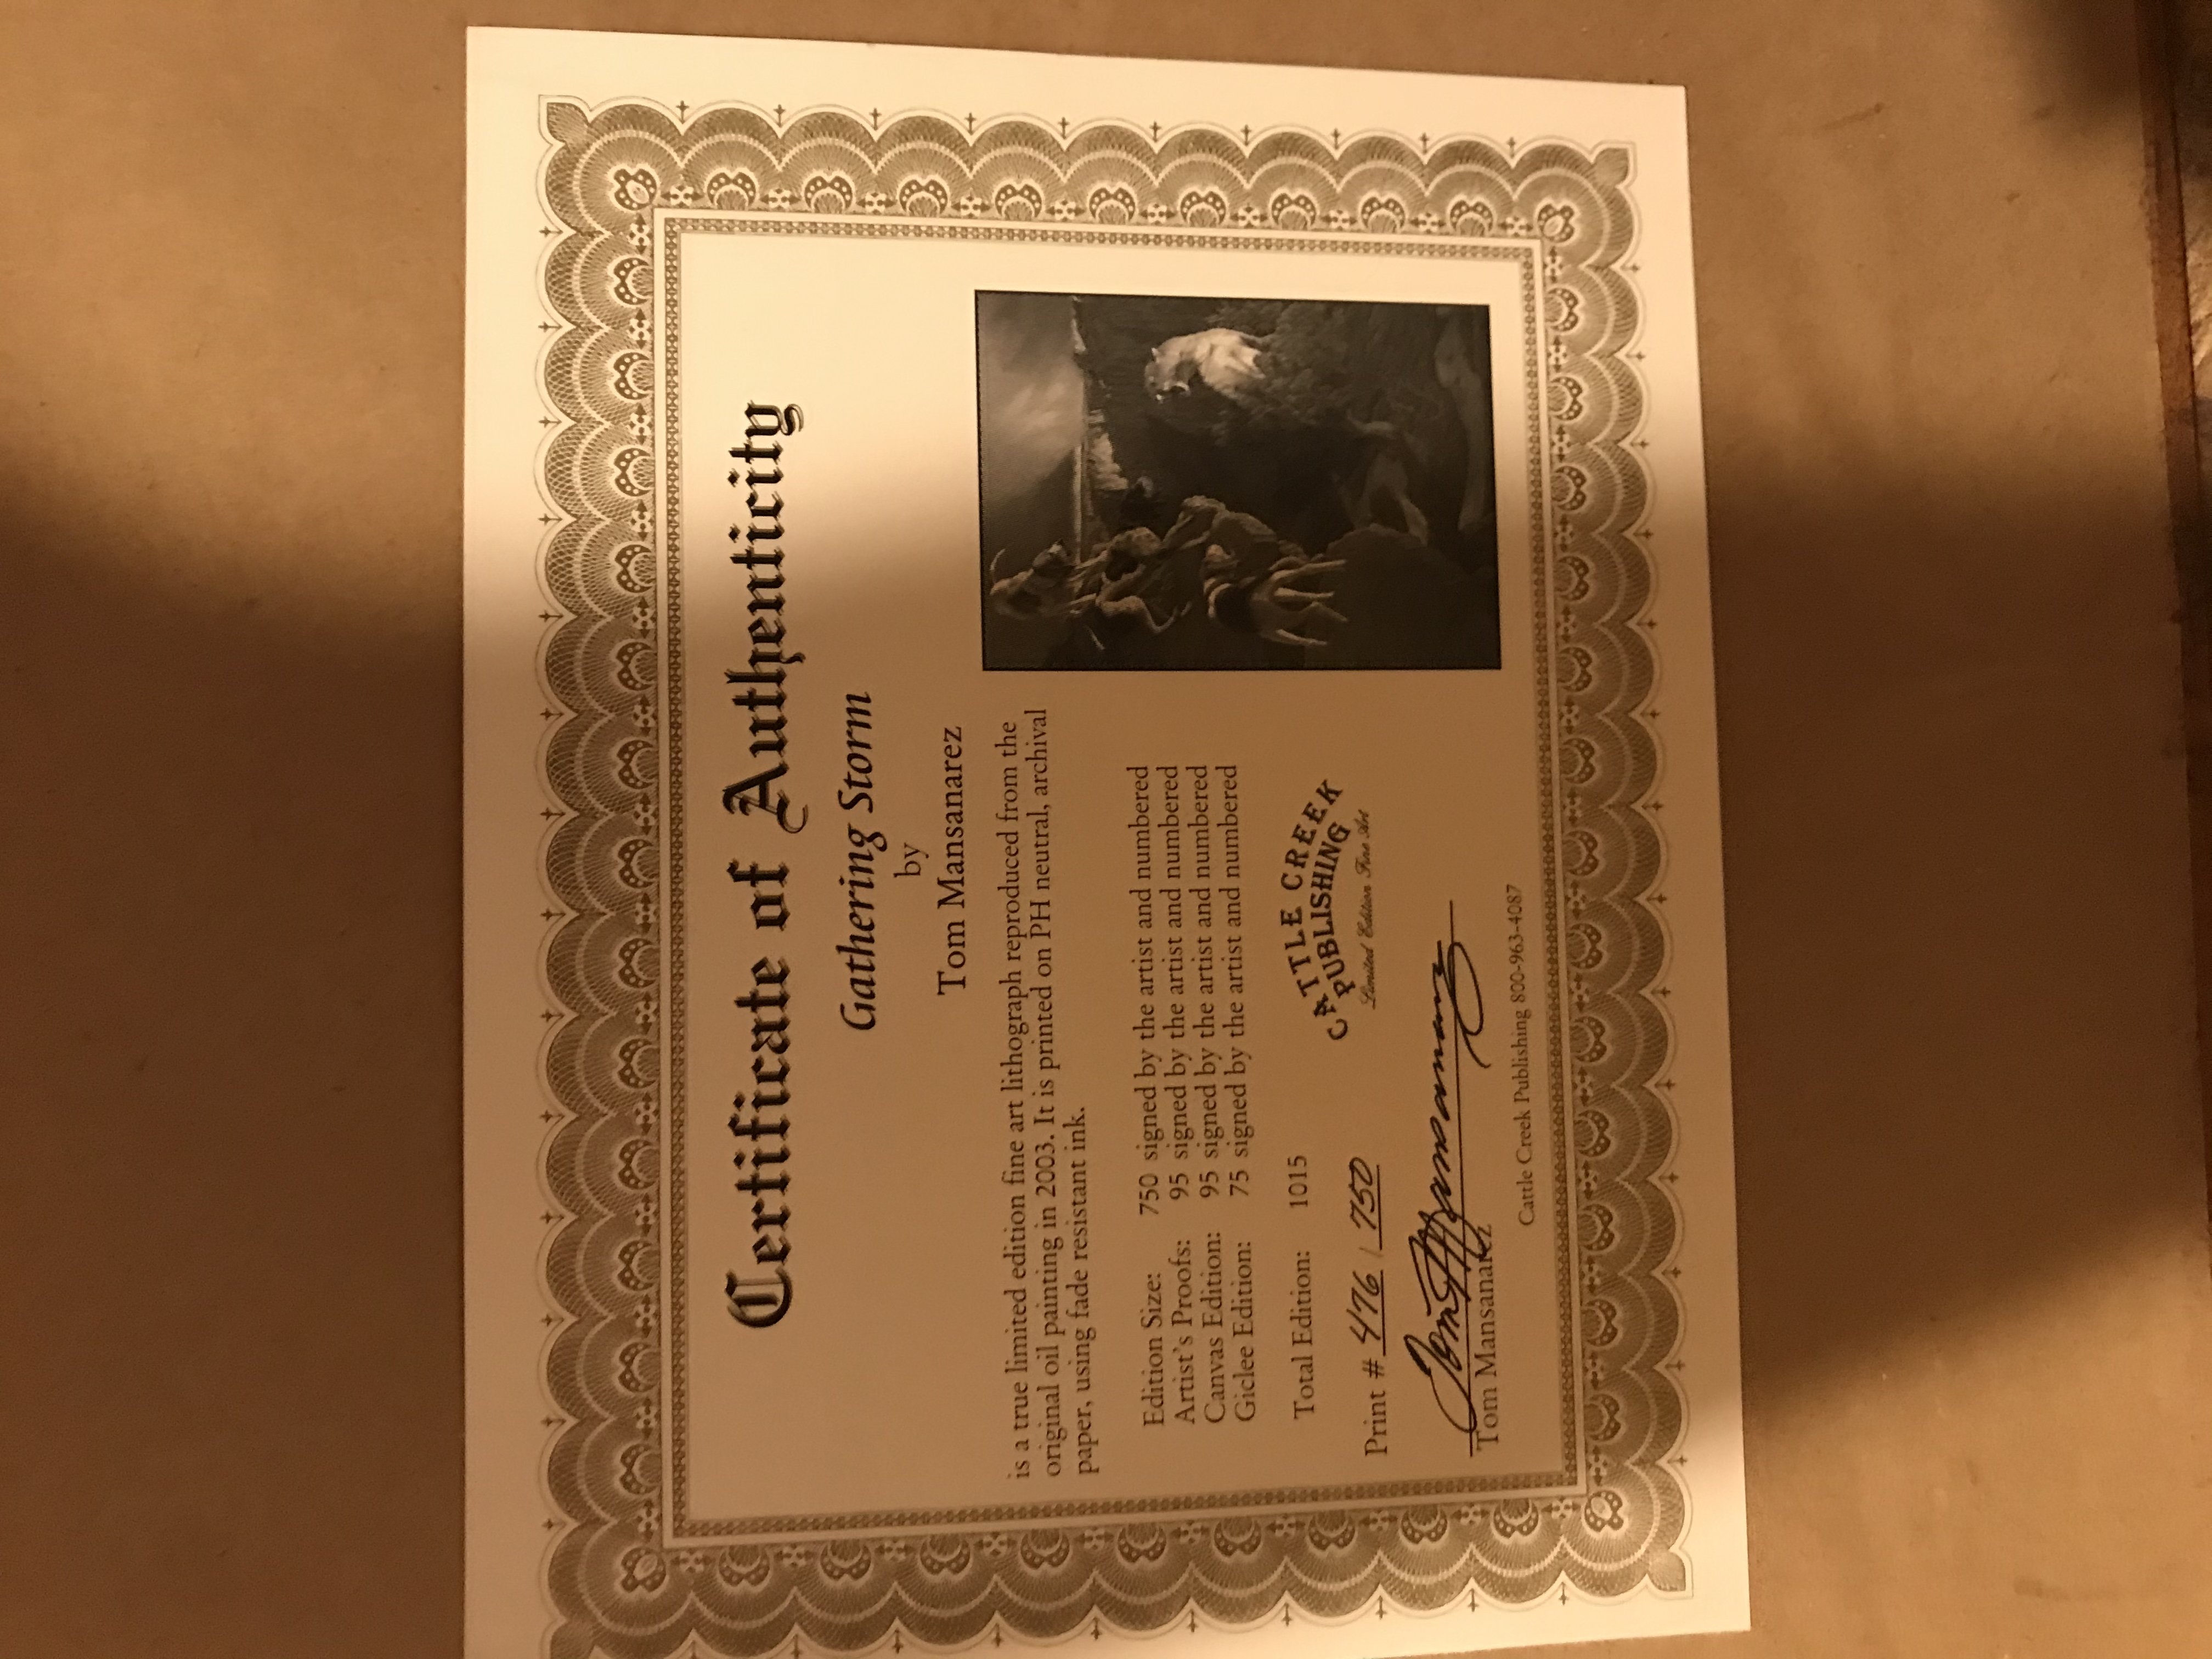 Certificate of Authenticity
Gathering Storm
by
Tom Mansanarez
is a true limited edition fine art lithograph reproduced from the
original oil painting in 2003. It is printed on PH neutral, archival
paper, using fade resistant ink.
Edition Size: 750 signed by the artist and numbered
Artist's Proofs: 95 signed by the artist and numbered
Canvas Edition: 95 signed by the artist and numbered
Giclee Edition: 75 signed by the artist and numbered
Total Edition: 1015
CATTLE CREEK
PUBLISHING
Limited Edition Fine Art
Print # 476 / 750
Tom Mansanarez
Tom Mansanarez
Cattle Creek Publishing 800-963-4087